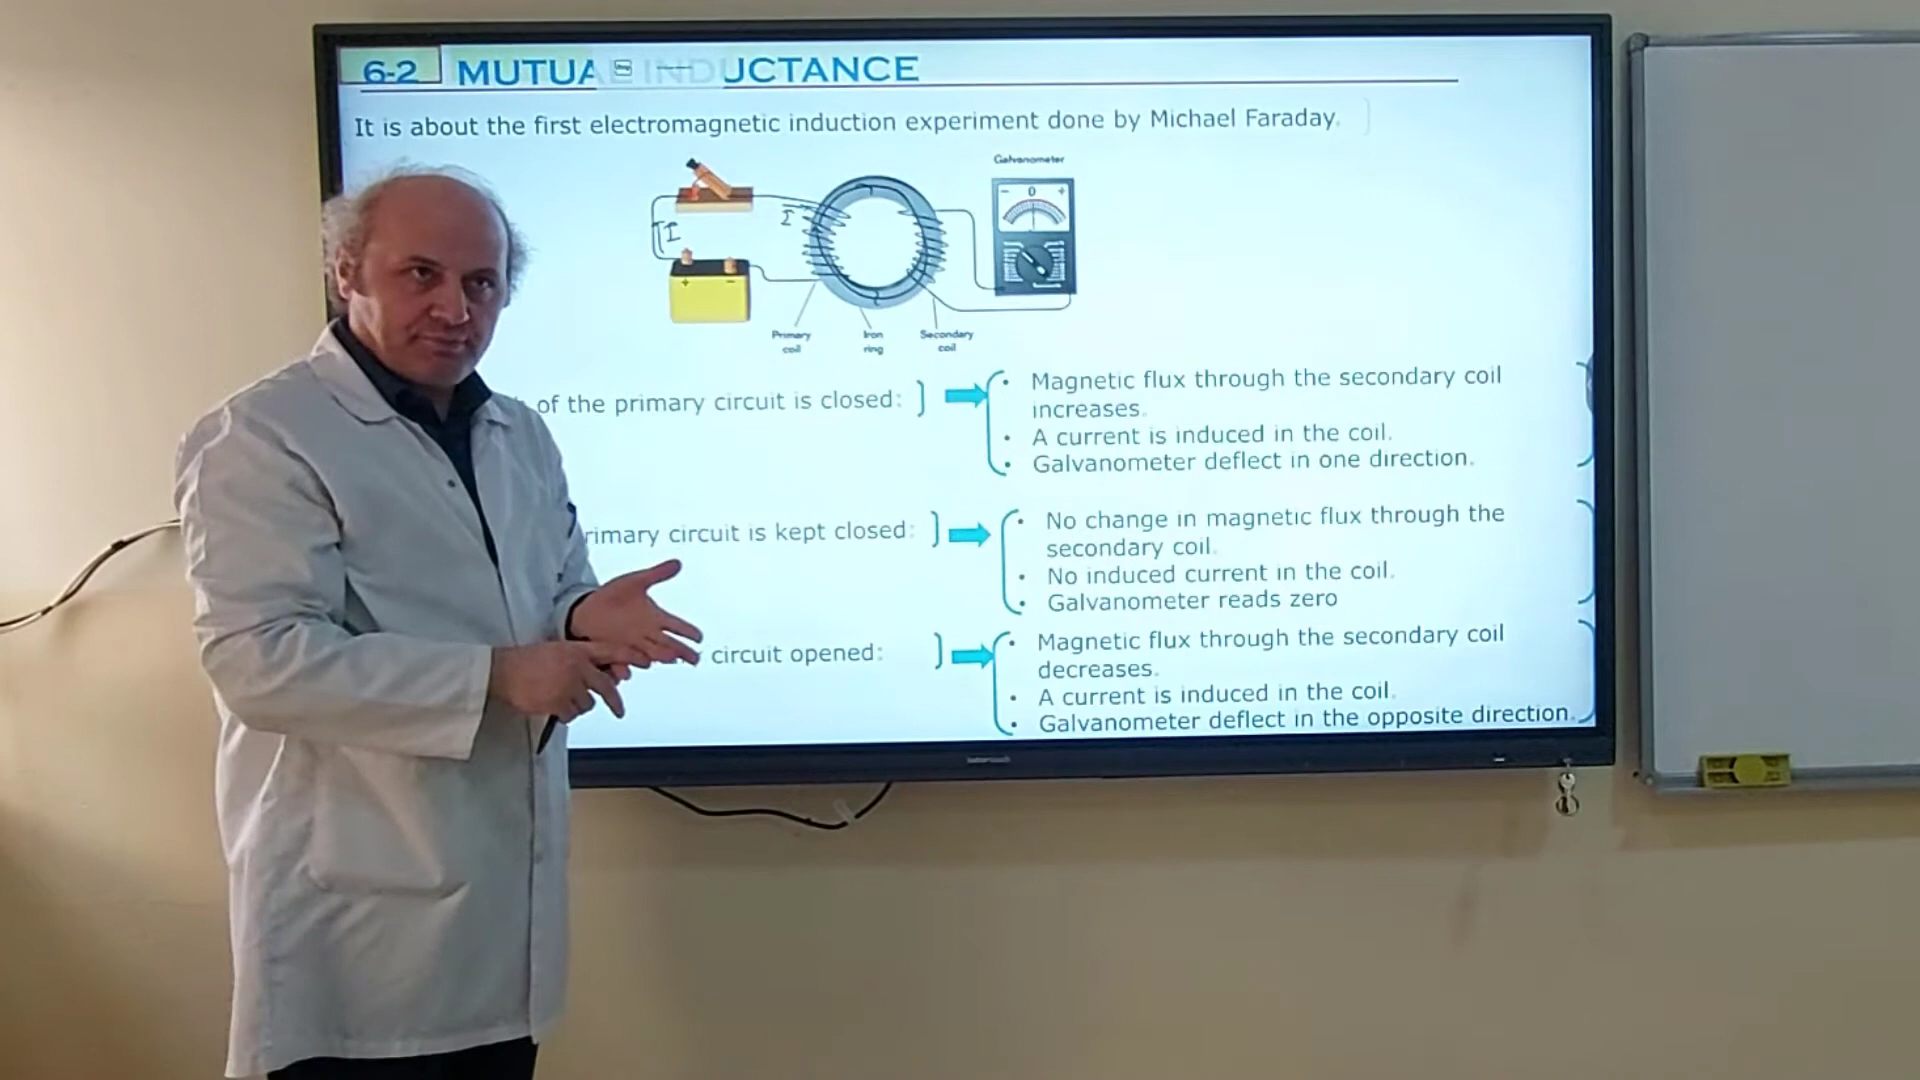 6-2 MUTUAL INDUCTANCE
It is about the first electromagnetic induction experiment done by Michael Faraday.
Galvanometer
- 0 +
I
I
+ -
Primary
coil
Iron
ring
Secondary
coil
of the primary circuit is closed:
• Magnetic flux through the secondary coil
increases.
• A current is induced in the coil.
• Galvanometer deflect in one direction.
primary circuit is kept closed:
• No change in magnetic flux through the
secondary coil.
• No induced current in the coil.
• Galvanometer reads zero
circuit opened:
• Magnetic flux through the secondary coil
decreases.
• A current is induced in the coil.
• Galvanometer deflect in the opposite direction.